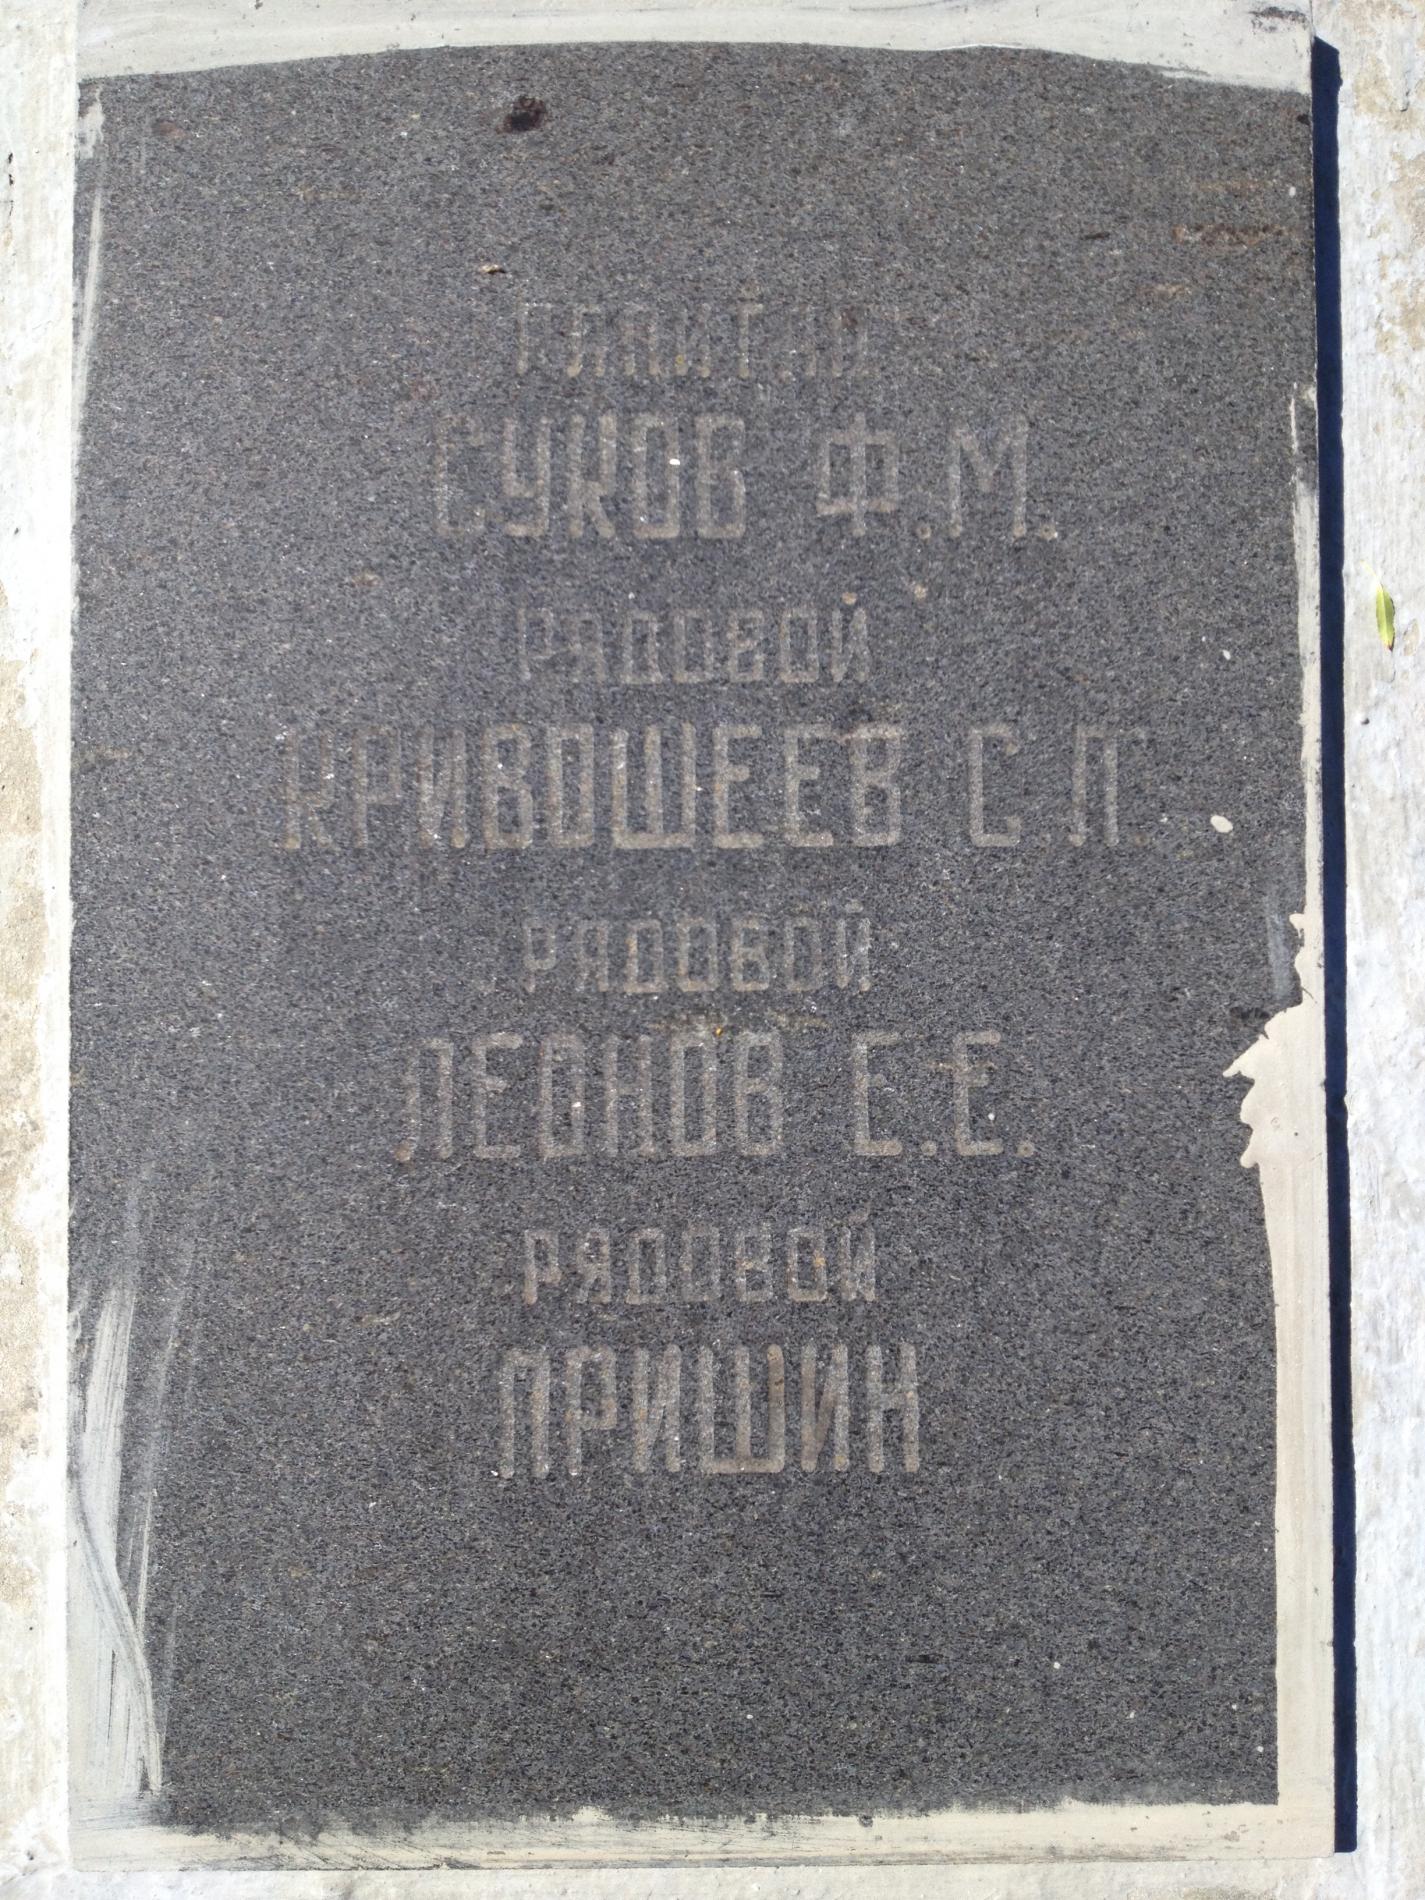 СУКОВ Ф.М.
РЯДОВОЙ
КРИВОШЕЕВ С.П.
РЯДОВОЙ
ЛЕОНОВ Е.Е.
РЯДОВОЙ
ПРИШИН